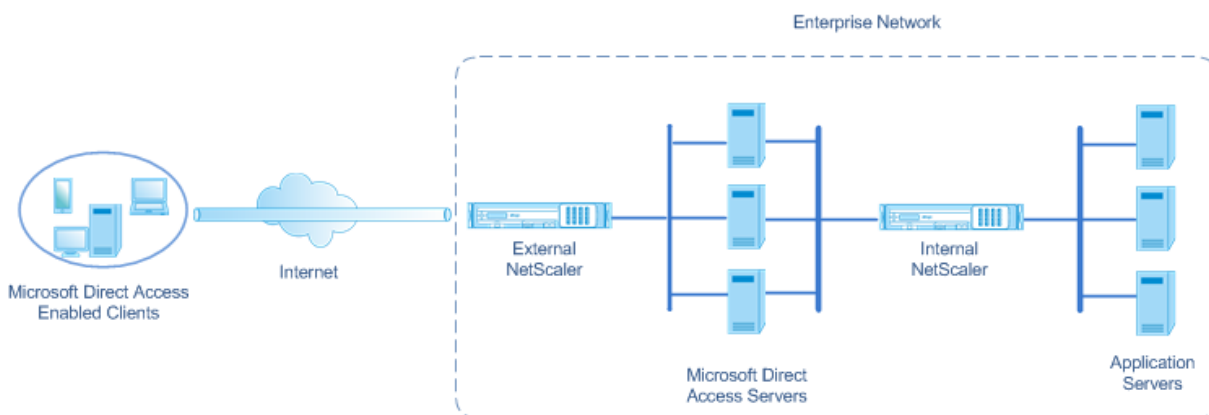 Enterprise Network
Microsoft Direct Access
Enabled Clients
Internet
External
NetScaler
Microsoft Direct
Access Servers
Internal
NetScaler
Application
Servers